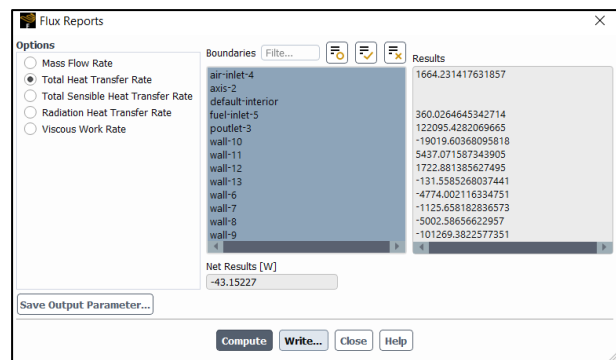 Flux Reports
Options
Mass Flow Rate
Total Heat Transfer Rate
Total Sensible Heat Transfer Rate
Radiation Heat Transfer Rate
Viscous Work Rate
Save Output Parameter...
Boundaries Filte...
air-inlet-4
axis-2
default-interior
fuel-inlet-5
poutlet-3
wall-10
wall-11
wall-12
wall-13
wall-6
wall-7
wall-8
wall-9
Results
1664.231417631857
360.0264645342714
122095.4282069665
-19019.60368095818
5437.071587343905
1722.881385627495
-131.5585268037441
-4774.002116334751
-1125.658182836573
-5002.58656622957
-101269.3822577351
Net Results [W]
-43.15227
Compute Write... Close Help